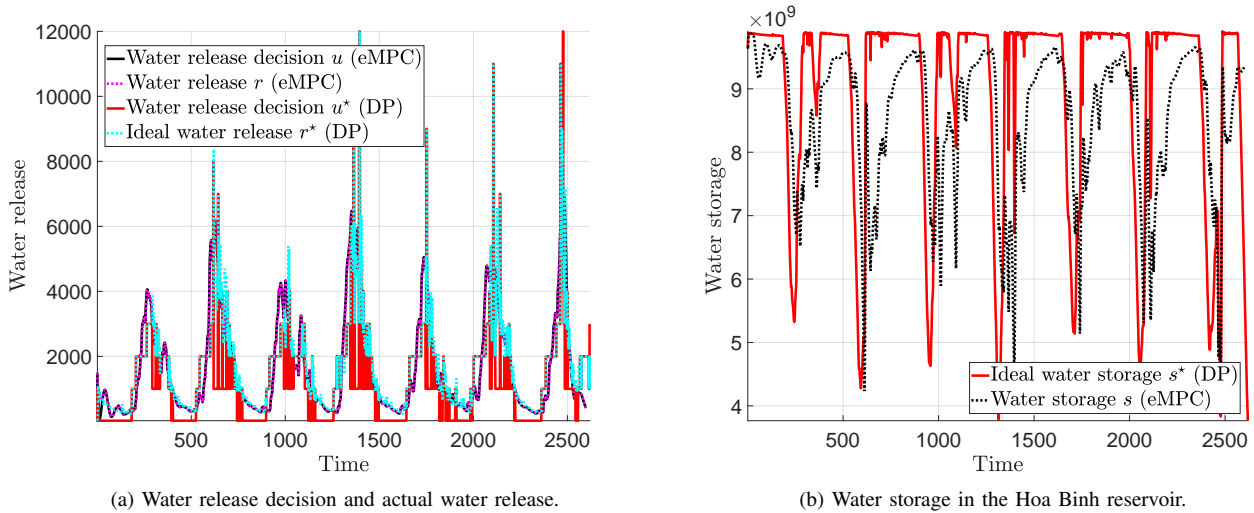 12000
10000
8000
6000
4000
2000
Water release
Water release decision u (eMPC)
Water release r (eMPC)
Water release decision u⋆ (DP)
Ideal water release r⋆ (DP)
500 1000 1500 2000 2500
Time
(a) Water release decision and actual water release.
×10⁹
9
8
7
6
5
4
Water storage
Ideal water storage s⋆ (DP)
Water storage s (eMPC)
500 1000 1500 2000 2500
Time
(b) Water storage in the Hoa Binh reservoir.